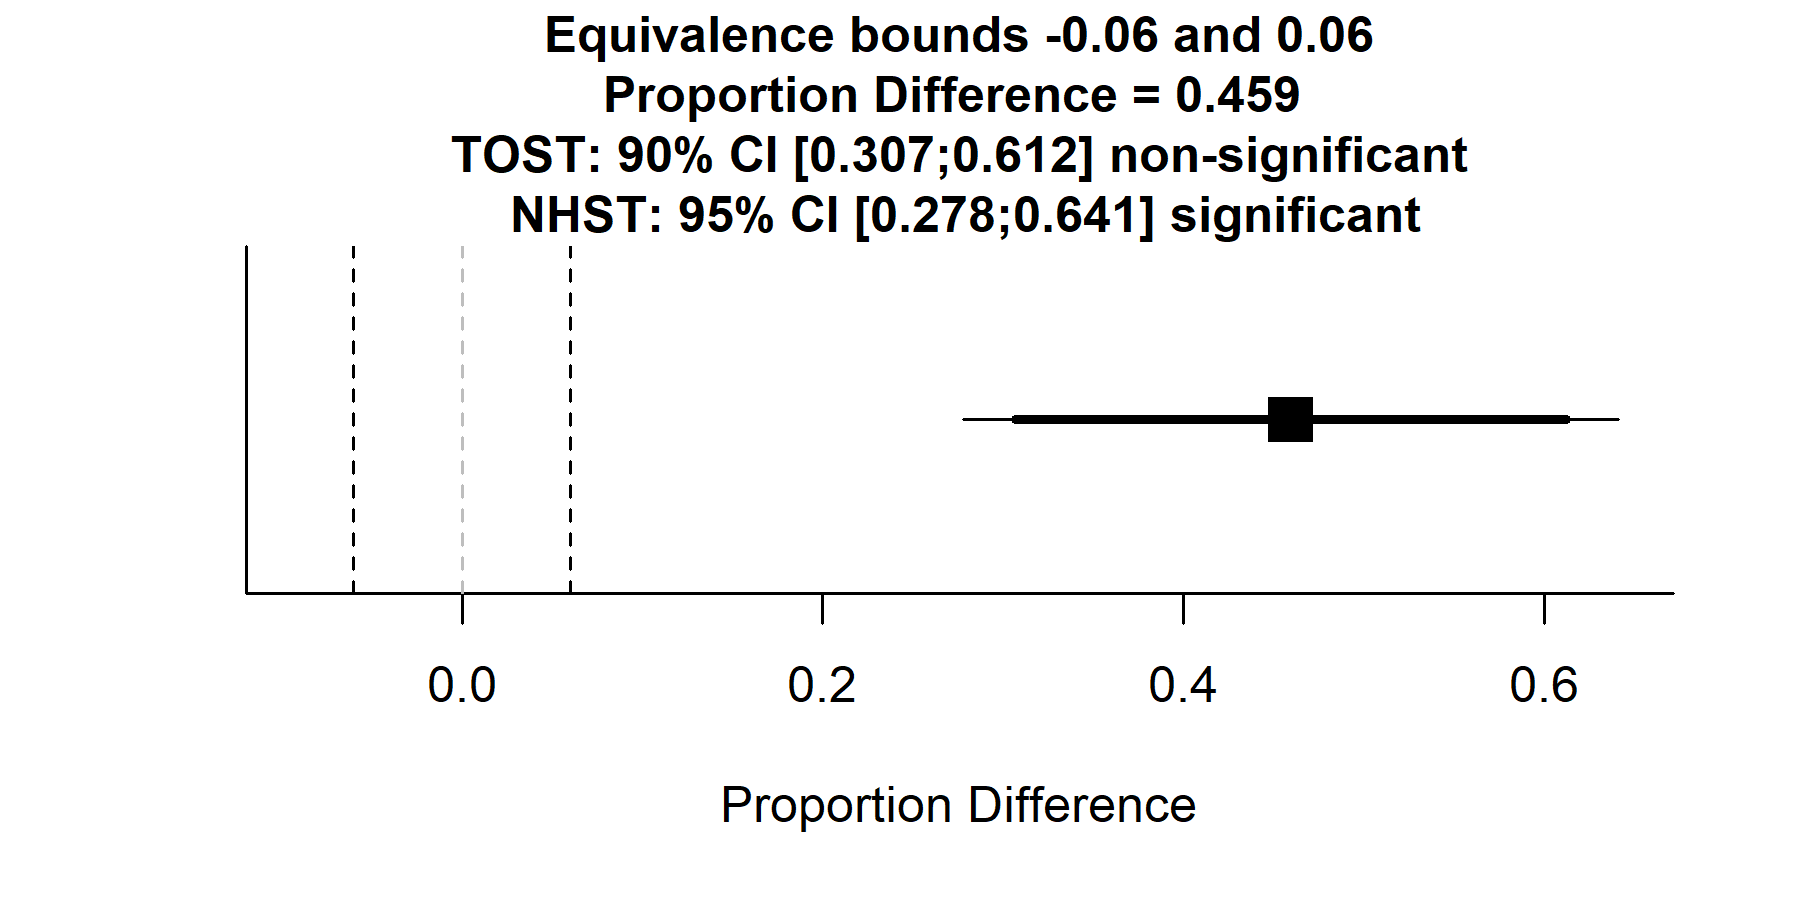 Equivalence bounds -0.06 and 0.06
Proportion Difference = 0.459
TOST: 90% CI [0.307;0.612] non-significant
NHST: 95% CI [0.278;0.641] significant
0.0 0.2 0.4 0.6
Proportion Difference